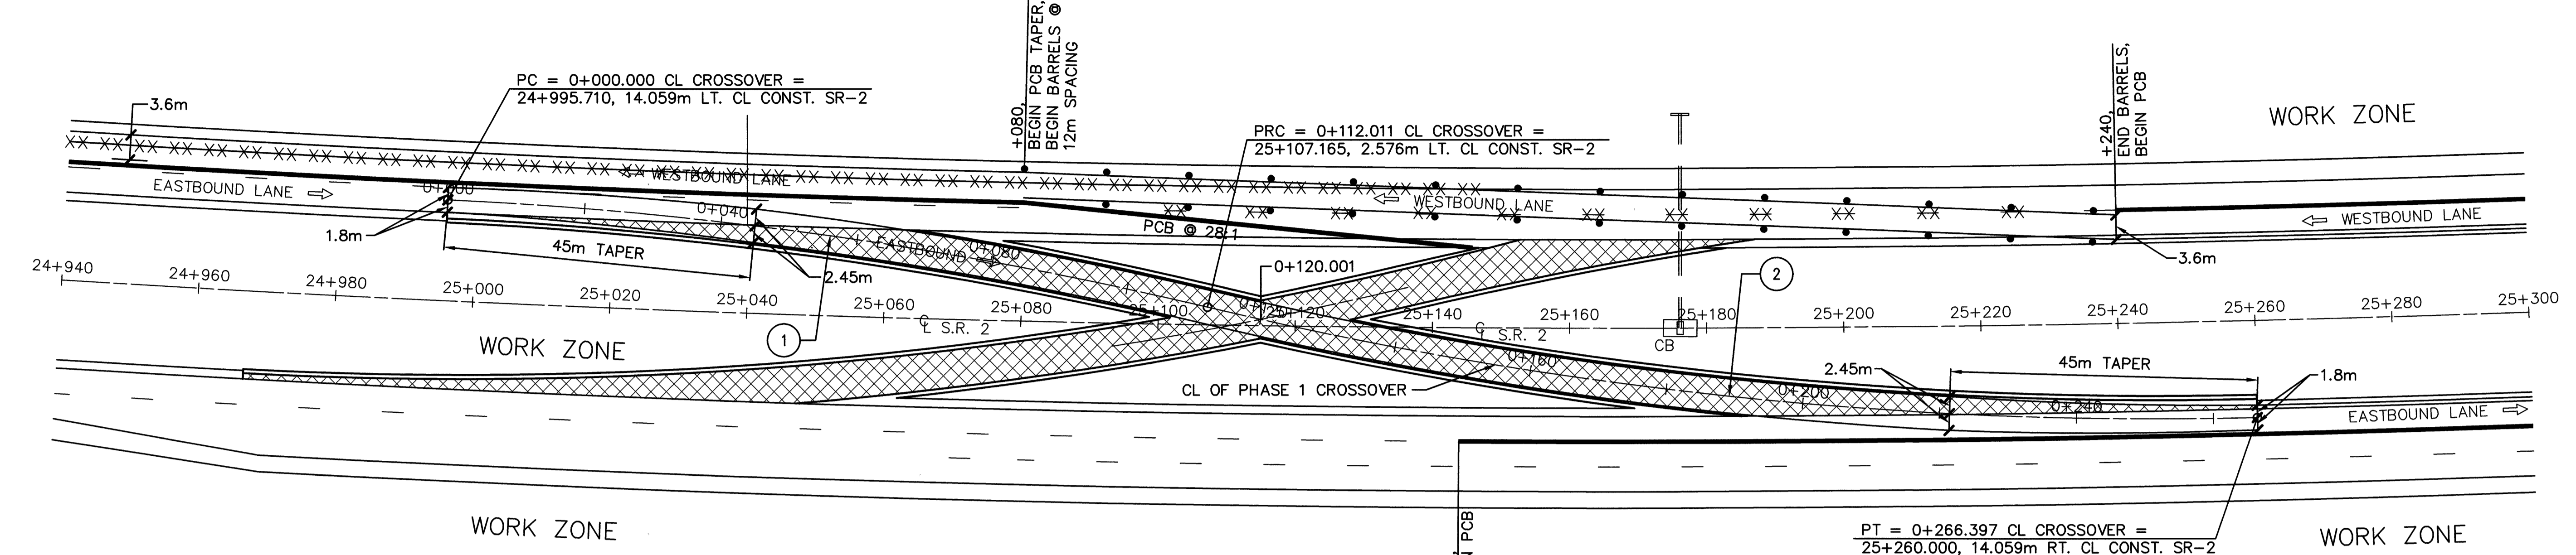 +080,
BEGIN PCB TAPER,
BEGIN BARRELS @
12m SPACING
+240,
END BARRELS,
BEGIN PCB
WORK ZONE
PC = 0+000.000 CL CROSSOVER =
24+995.710, 14.059m LT. CL CONST. SR-2
3.6m
PRC = 0+112.011 CL CROSSOVER =
25+107.165, 2.576m LT. CL CONST. SR-2
WESTBOUND LANE
EASTBOUND LANE
0+000
WESTBOUND LANE
WESTBOUND LANE
0+040
1.8m
45m TAPER
2.45m
EASTBOUND
0+080
PCB @ 28:1
0+120.001
3.6m
2
24+940
24+960
24+980
25+000
25+020
25+040
25+060
25+080
25+100
25+120
25+140
25+160
25+180
25+200
25+220
25+240
25+260
25+280
25+300
CL S.R. 2
CL S.R. 2
CB
1
WORK ZONE
0+160
CL OF PHASE 1 CROSSOVER
2.45m
45m TAPER
1.8m
0+200
0+240
EASTBOUND LANE
WORK ZONE
PCB
PT = 0+266.397 CL CROSSOVER =
25+260.000, 14.059m RT. CL CONST. SR-2
WORK ZONE